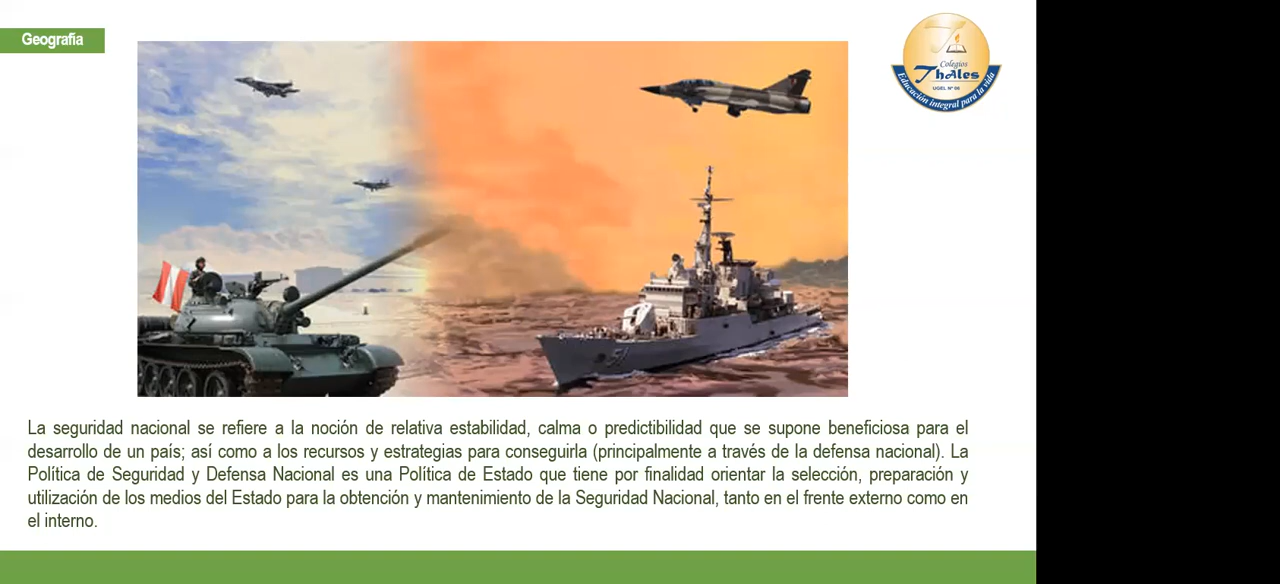 Geografía
Colegios
Thales
UGEL Nº 08
Educación integral para la vida
51
La seguridad nacional se refiere a la noción de relativa estabilidad, calma o predictibilidad que se supone beneficiosa para el
desarrollo de un país; así como a los recursos y estrategias para conseguirla (principalmente a través de la defensa nacional). La
Política de Seguridad y Defensa Nacional es una Política de Estado que tiene por finalidad orientar la selección, preparación y
utilización de los medios del Estado para la obtención y mantenimiento de la Seguridad Nacional, tanto en el frente externo como en
el interno.